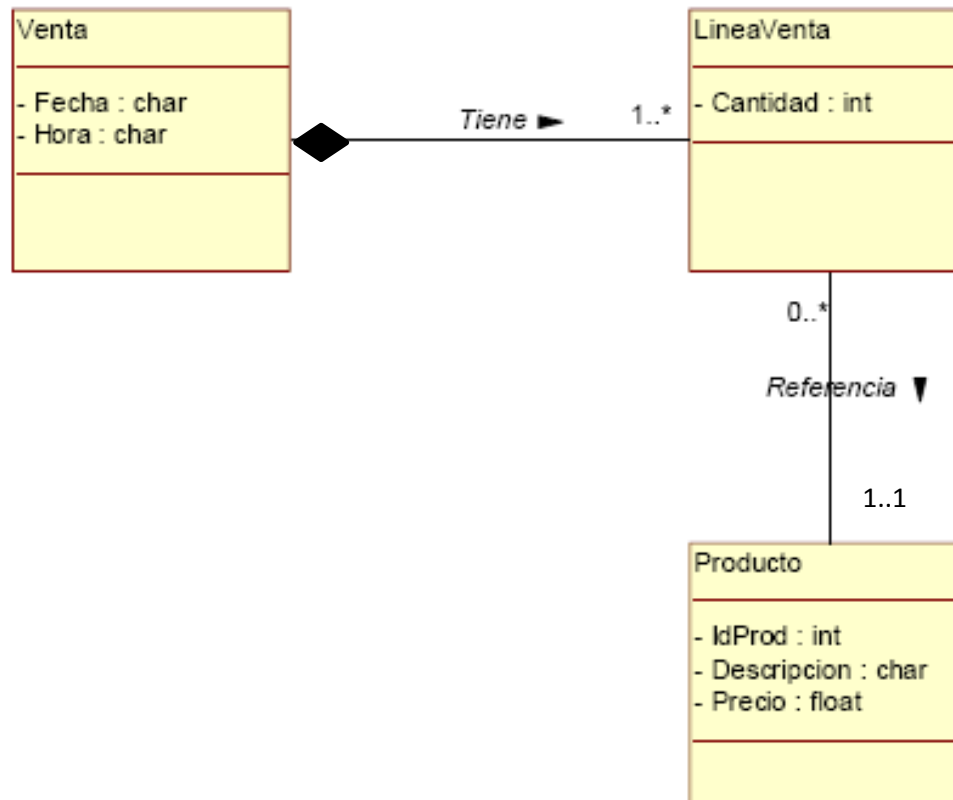 Venta
- Fecha : char
- Hora : char
Tiene ►
1..*
LineaVenta
- Cantidad : int
0..*
Referencia ▼
1..1
Producto
- IdProd : int
- Descripcion : char
- Precio : float